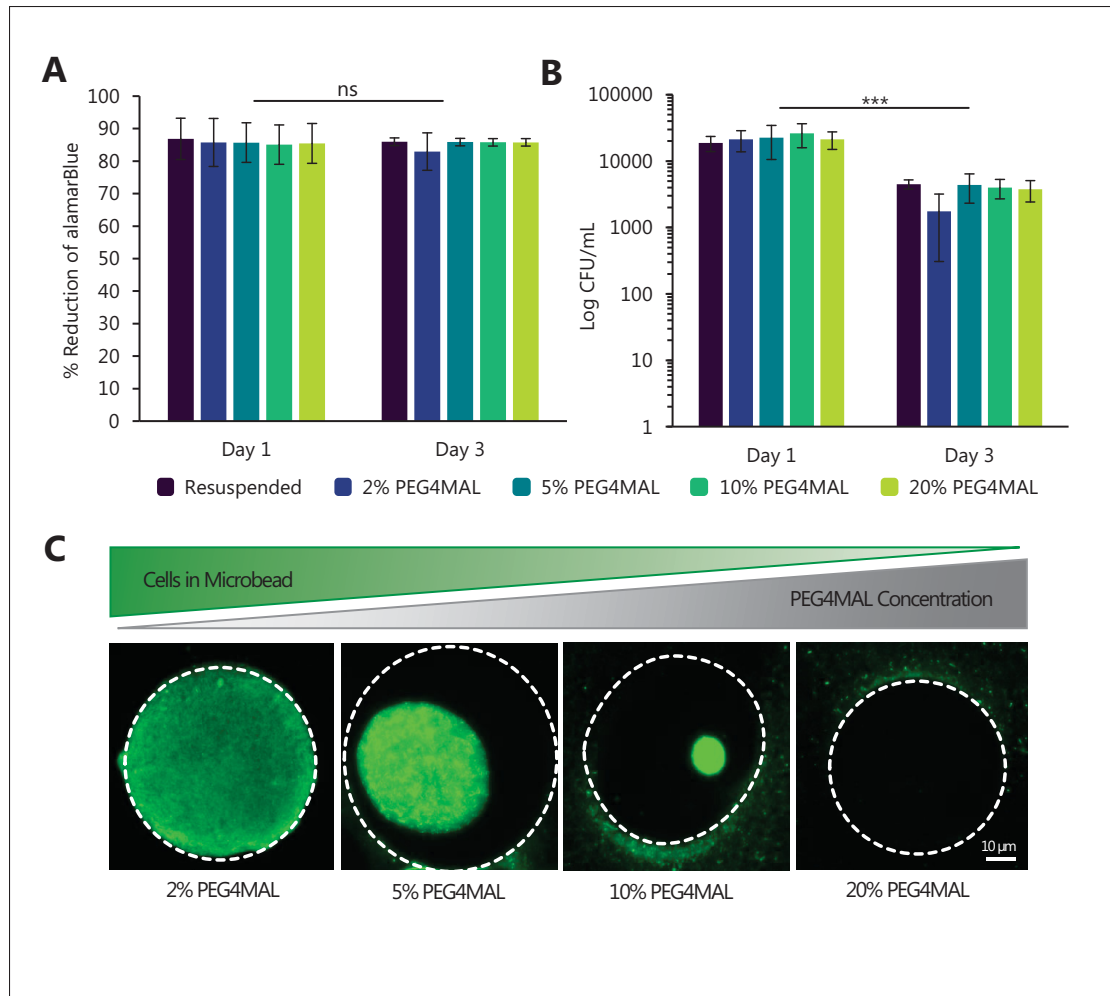 A
% Reduction of alamarBlue
100
90
80
70
60
50
40
30
20
10
0
ns
Day 1
Day 3
B
Log CFU/mL
100000
10000
1000
100
10
1
***
Day 1
Day 3
Resuspended
2% PEG4MAL
5% PEG4MAL
10% PEG4MAL
20% PEG4MAL
C
Cells in Microbead
PEG4MAL Concentration
10 µm
2% PEG4MAL
5% PEG4MAL
10% PEG4MAL
20% PEG4MAL